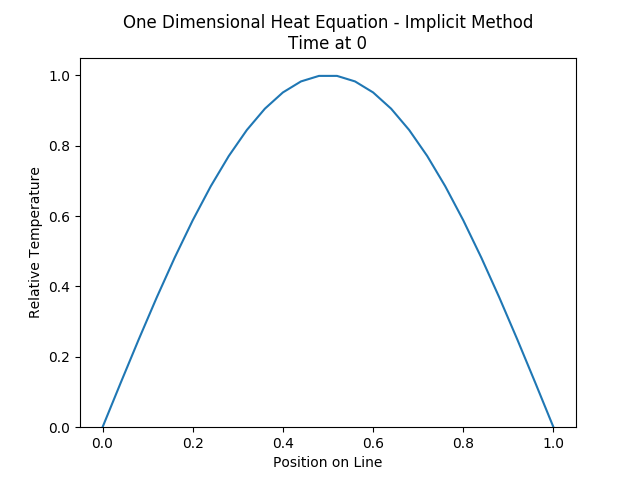 One Dimensional Heat Equation - Implicit Method
Time at 0
1.0
0.8
0.6
0.4
0.2
0.0
Relative Temperature
0.0 0.2 0.4 0.6 0.8 1.0
Position on Line